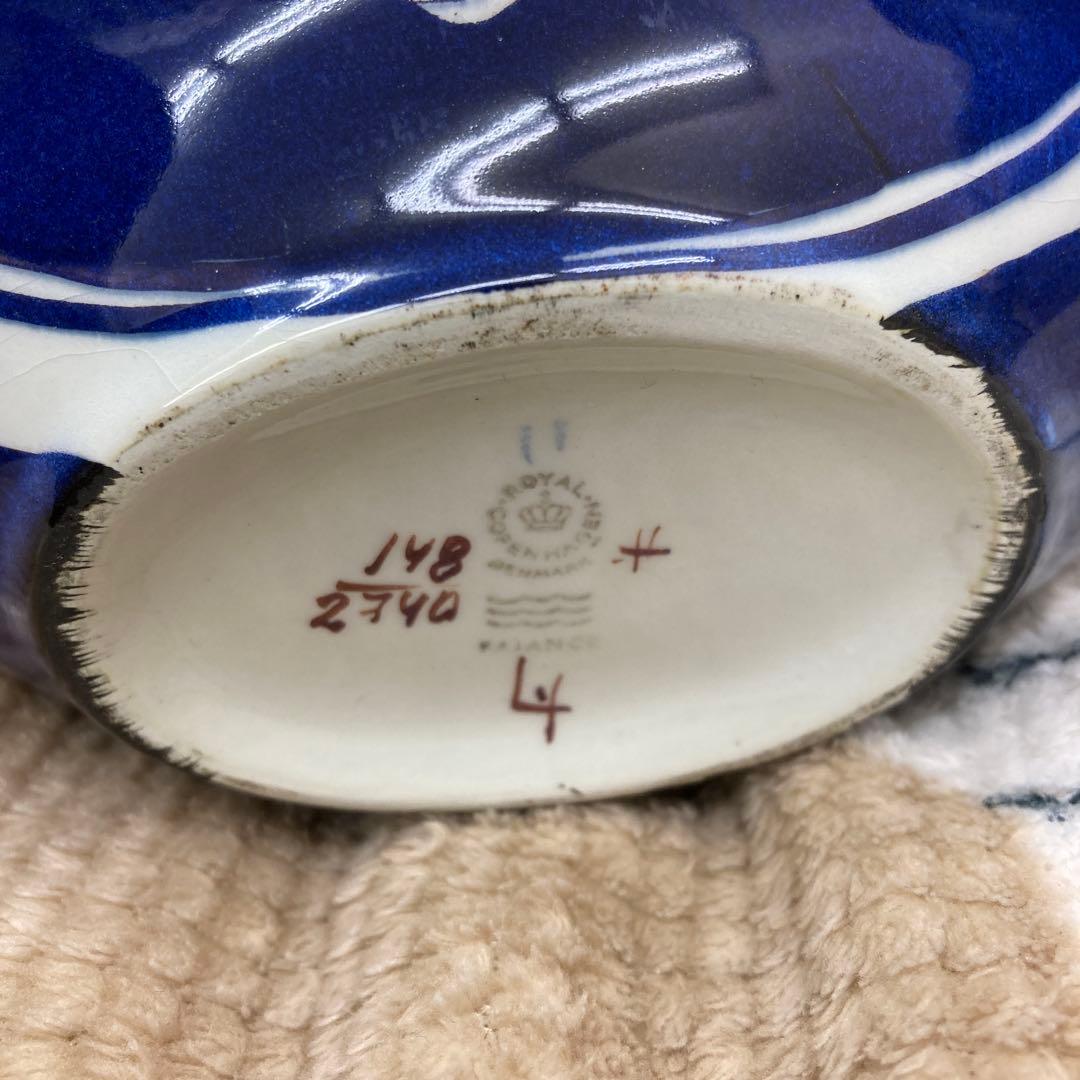 ROYAL
COPENHAGEN
DENMARK
148
2740
FAJANCE